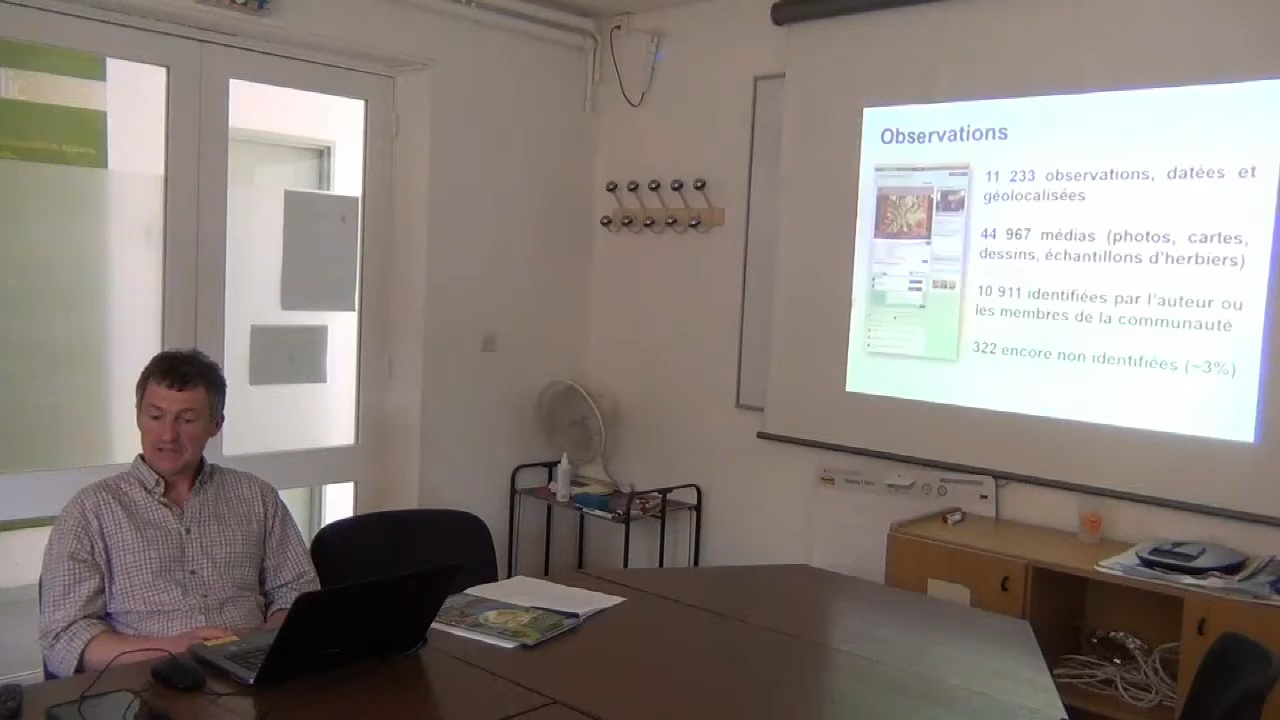 Observations
11 233 observations, datées et
géolocalisées
44 967 médias (photos, cartes,
dessins, échantillons d'herbiers)
10 911 identifiées par l'auteur ou
les membres de la communauté
322 encore non identifiées (~3%)